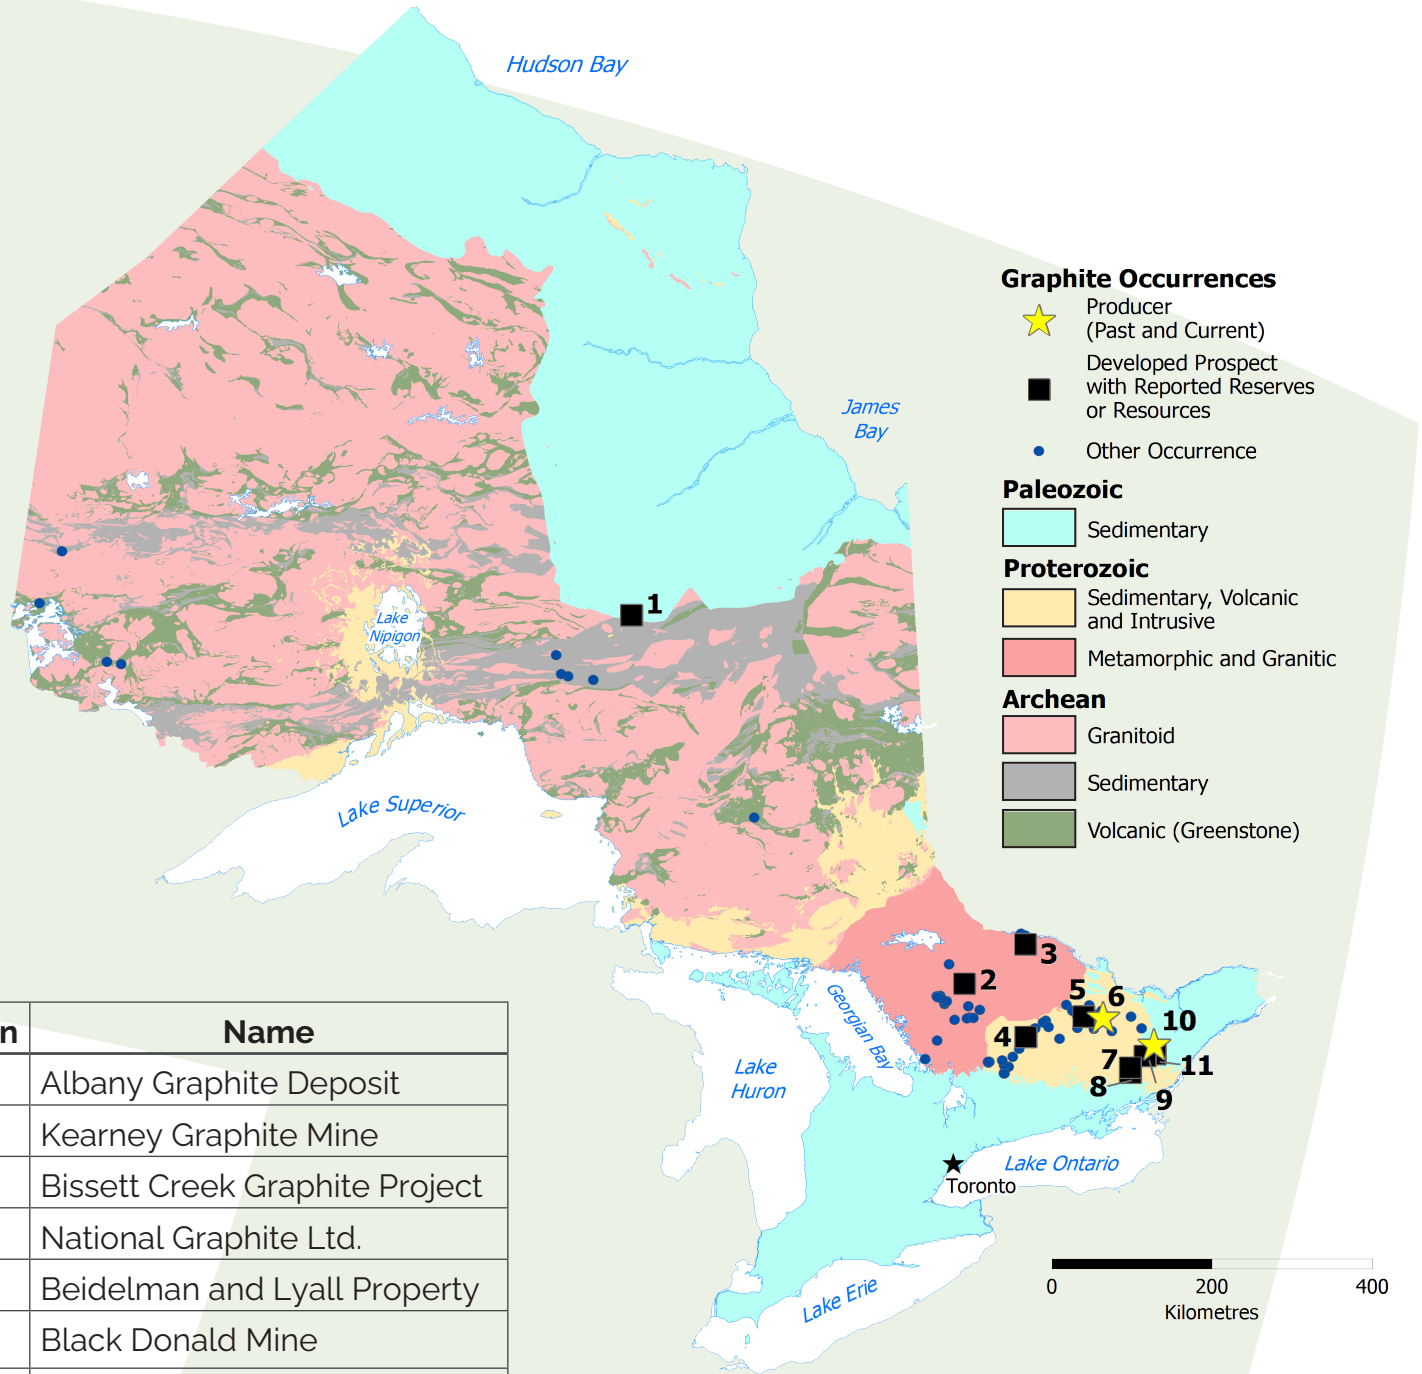 Hudson Bay
James
Bay
Graphite Occurrences
Producer
(Past and Current)
Developed Prospect
with Reported Reserves
or Resources
Other Occurrence
Paleozoic
Sedimentary
Proterozoic
Sedimentary, Volcanic
and Intrusive
Metamorphic and Granitic
Archean
Granitoid
Sedimentary
Volcanic (Greenstone)
1
Lake
Nipigon
Lake Superior
2
3
4
5
6
7
8
9
10
11
Georgian Bay
Lake
Huron
Lake Ontario
Toronto
Lake Erie
0 200 400
Kilometres
n Name
Albany Graphite Deposit
Kearney Graphite Mine
Bissett Creek Graphite Project
National Graphite Ltd.
Beidelman and Lyall Property
Black Donald Mine